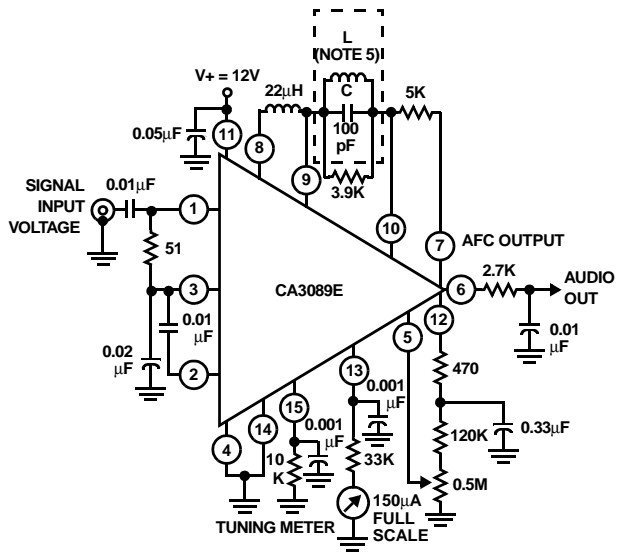 L
(NOTE 5)
V+ = 12V
22μH
C
100
pF
5K
0.05μF
11
8
9
3.9K
10
7
AFC OUTPUT
SIGNAL
INPUT
VOLTAGE
0.01μF
1
51
3
CA3089E
6
2.7K
AUDIO
OUT
12
0.01
μF
0.01
μF
0.02
μF
2
5
470
13
0.001
μF
15
0.001
μF
0.33μF
4
14
10
K
33K
120K
0.5M
150μA
FULL
SCALE
TUNING METER